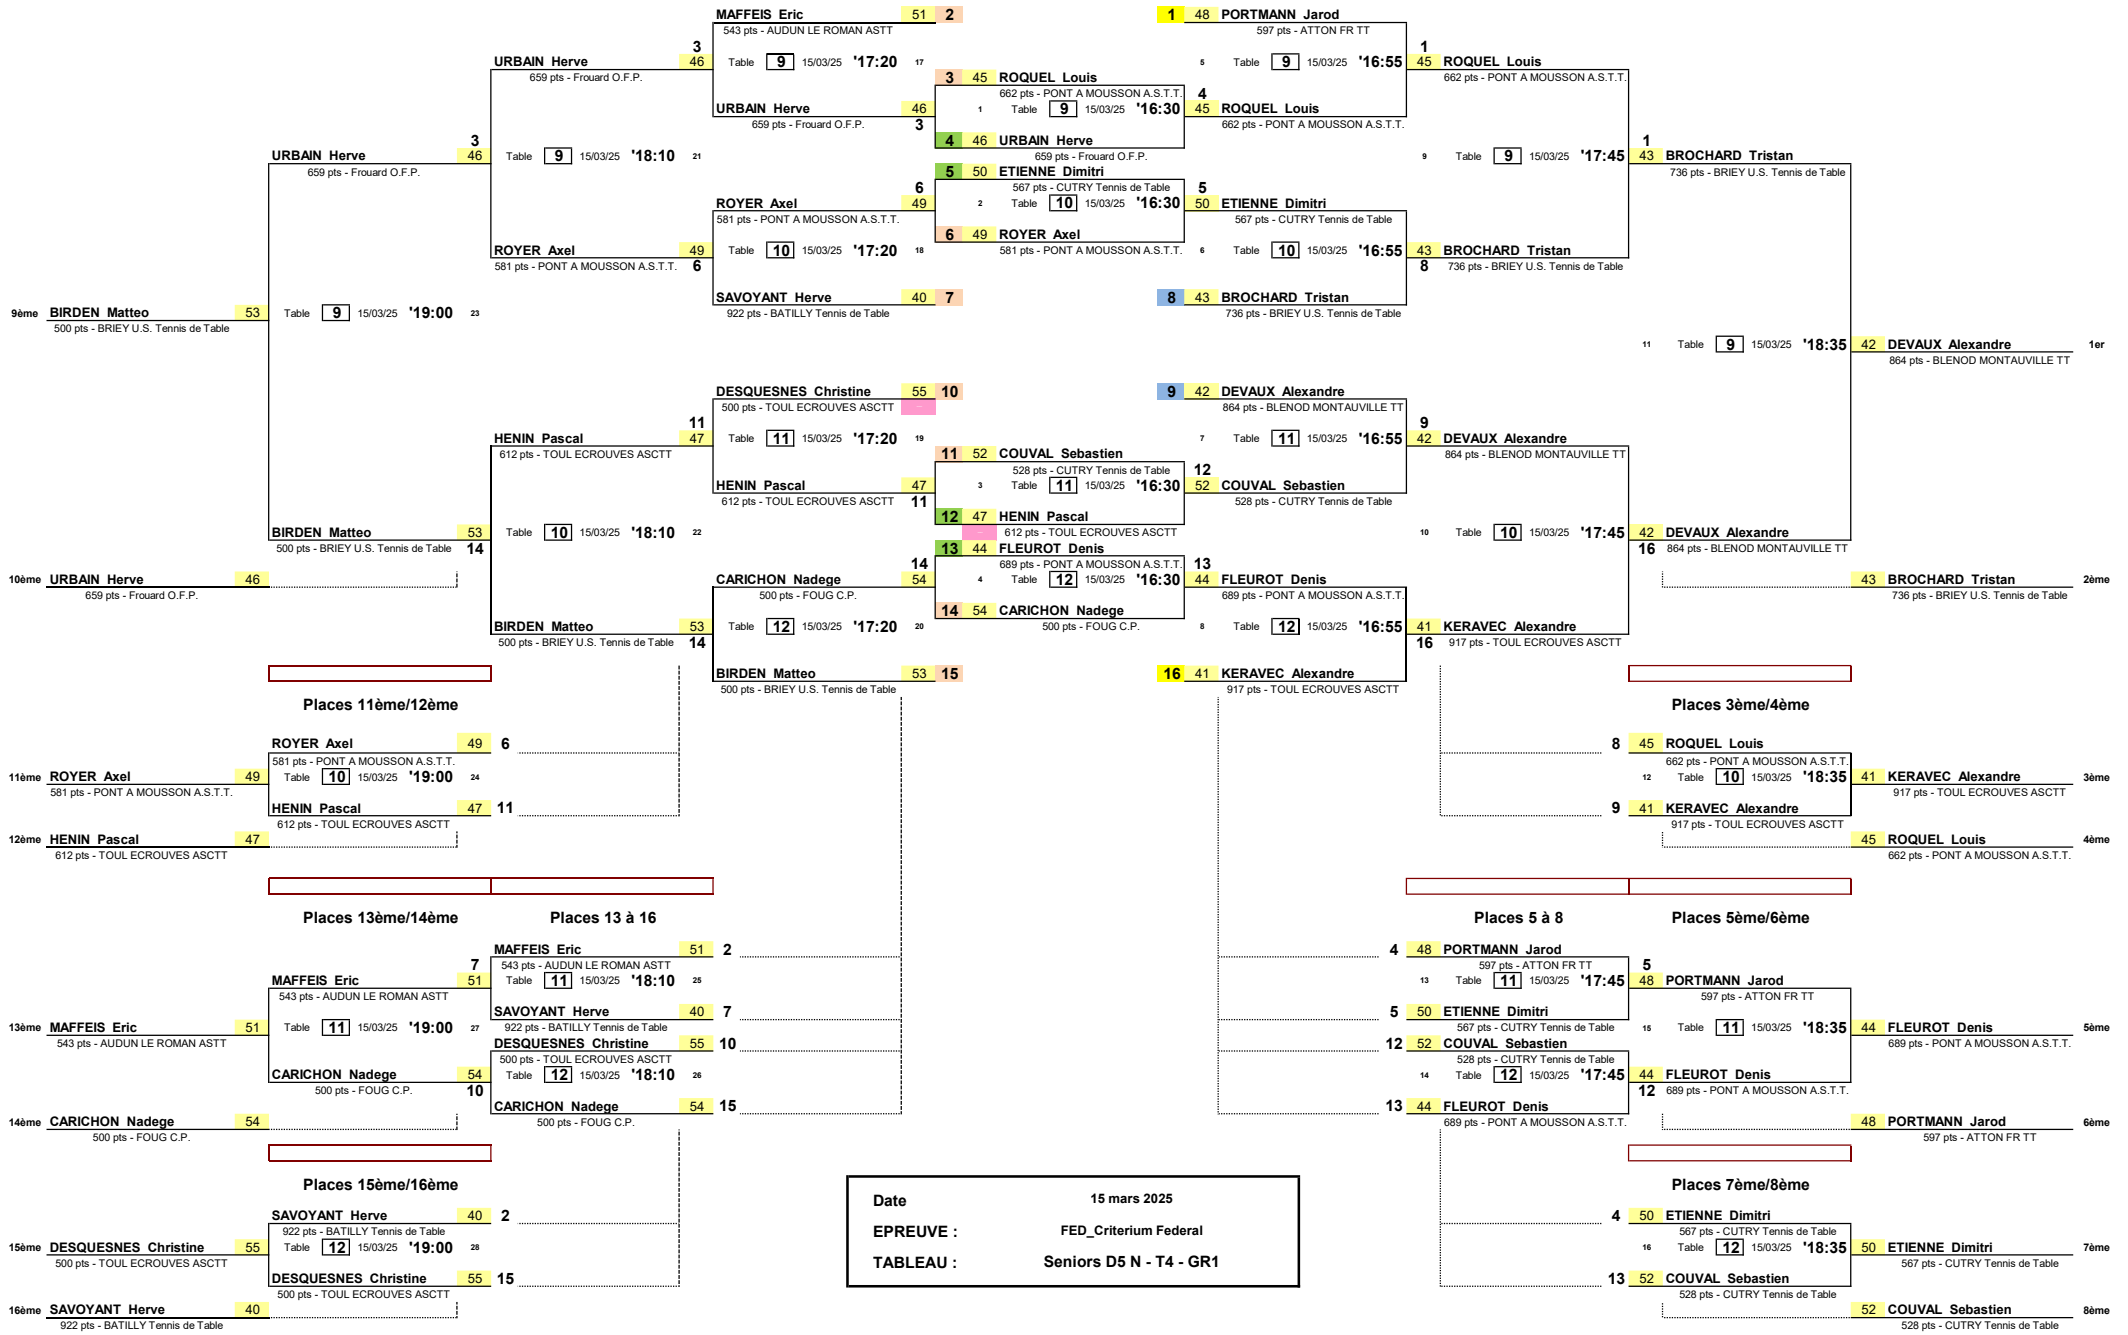 MAFFEIS Eric 51 2
543 pts - AUDUN LE ROMAN ASTT
1 48 PORTMANN Jarod
597 pts - ATTON FR TT
3
URBAIN Herve 46
659 pts - Frouard O.F.P.
Table 9 15/03/25 '17:20 17
5 Table 9 15/03/25 '16:55
1
45 ROQUEL Louis
662 pts - PONT A MOUSSON A.S.T.T.
3 45 ROQUEL Louis
662 pts - PONT A MOUSSON A.S.T.T.
URBAIN Herve 46
659 pts - Frouard O.F.P.
3
1 Table 9 15/03/25 '16:30
4
45 ROQUEL Louis
662 pts - PONT A MOUSSON A.S.T.T.
4 46 URBAIN Herve
659 pts - Frouard O.F.P.
3
URBAIN Herve 46
659 pts - Frouard O.F.P.
Table 9 15/03/25 '18:10 21
9 Table 9 15/03/25 '17:45
1
43 BROCHARD Tristan
736 pts - BRIEY U.S. Tennis de Table
5 50 ETIENNE Dimitri
567 pts - CUTRY Tennis de Table
6
ROYER Axel 49
581 pts - PONT A MOUSSON A.S.T.T.
2 Table 10 15/03/25 '16:30
5
50 ETIENNE Dimitri
567 pts - CUTRY Tennis de Table
6 49 ROYER Axel
581 pts - PONT A MOUSSON A.S.T.T.
ROYER Axel 49
581 pts - PONT A MOUSSON A.S.T.T. 6
Table 10 15/03/25 '17:20 18
6 Table 10 15/03/25 '16:55
43 BROCHARD Tristan
8 736 pts - BRIEY U.S. Tennis de Table
SAVOYANT Herve 40 7
922 pts - BATILLY Tennis de Table
8 43 BROCHARD Tristan
736 pts - BRIEY U.S. Tennis de Table
9ème BIRDEN Matteo 53
500 pts - BRIEY U.S. Tennis de Table
Table 9 15/03/25 '19:00 23
11 Table 9 15/03/25 '18:35
42 DEVAUX Alexandre 1er
864 pts - BLENOD MONTAUVILLE TT
DESQUESNES Christine 55 10
500 pts - TOUL ECROUVES ASCTT
9 42 DEVAUX Alexandre
864 pts - BLENOD MONTAUVILLE TT
11
HENIN Pascal 47
612 pts - TOUL ECROUVES ASCTT
Table 11 15/03/25 '17:20 19
7 Table 11 15/03/25 '16:55
9
42 DEVAUX Alexandre
864 pts - BLENOD MONTAUVILLE TT
11 52 COUVAL Sebastien
528 pts - CUTRY Tennis de Table
HENIN Pascal 47
612 pts - TOUL ECROUVES ASCTT 11
3 Table 11 15/03/25 '16:30
12
52 COUVAL Sebastien
528 pts - CUTRY Tennis de Table
12 47 HENIN Pascal
612 pts - TOUL ECROUVES ASCTT
BIRDEN Matteo 53
500 pts - BRIEY U.S. Tennis de Table 14
Table 10 15/03/25 '18:10 22
10 Table 10 15/03/25 '17:45
42 DEVAUX Alexandre
16 864 pts - BLENOD MONTAUVILLE TT
13 44 FLEUROT Denis
689 pts - PONT A MOUSSON A.S.T.T.
10ème URBAIN Herve 46
659 pts - Frouard O.F.P.
14
CARICHON Nadege 54
500 pts - FOUG C.P.
4 Table 12 15/03/25 '16:30
13
44 FLEUROT Denis
689 pts - PONT A MOUSSON A.S.T.T.
43 BROCHARD Tristan 2ème
736 pts - BRIEY U.S. Tennis de Table
14 54 CARICHON Nadege
500 pts - FOUG C.P.
BIRDEN Matteo 53
500 pts - BRIEY U.S. Tennis de Table 14
Table 12 15/03/25 '17:20 20
8 Table 12 15/03/25 '16:55
41 KERAVEC Alexandre
16 917 pts - TOUL ECROUVES ASCTT
BIRDEN Matteo 53 15
500 pts - BRIEY U.S. Tennis de Table
16 41 KERAVEC Alexandre
917 pts - TOUL ECROUVES ASCTT
Places 11ème/12ème
Places 3ème/4ème
ROYER Axel 49 6
581 pts - PONT A MOUSSON A.S.T.T.
8 45 ROQUEL Louis
662 pts - PONT A MOUSSON A.S.T.T.
11ème ROYER Axel 49
581 pts - PONT A MOUSSON A.S.T.T.
Table 10 15/03/25 '19:00 24
12 Table 10 15/03/25 '18:35
41 KERAVEC Alexandre 3ème
917 pts - TOUL ECROUVES ASCTT
HENIN Pascal 47 11
612 pts - TOUL ECROUVES ASCTT
9 41 KERAVEC Alexandre
917 pts - TOUL ECROUVES ASCTT
12ème HENIN Pascal 47
612 pts - TOUL ECROUVES ASCTT
45 ROQUEL Louis 4ème
662 pts - PONT A MOUSSON A.S.T.T.
Places 13ème/14ème Places 13 à 16
Places 5 à 8 Places 5ème/6ème
MAFFEIS Eric 51 2
543 pts - AUDUN LE ROMAN ASTT
4 48 PORTMANN Jarod
597 pts - ATTON FR TT
7
MAFFEIS Eric 51
543 pts - AUDUN LE ROMAN ASTT
Table 11 15/03/25 '18:10 25
13 Table 11 15/03/25 '17:45
5
48 PORTMANN Jarod
597 pts - ATTON FR TT
SAVOYANT Herve 40 7
922 pts - BATILLY Tennis de Table
5 50 ETIENNE Dimitri
567 pts - CUTRY Tennis de Table
13ème MAFFEIS Eric 51
543 pts - AUDUN LE ROMAN ASTT
Table 11 15/03/25 '19:00 27
15 Table 11 15/03/25 '18:35
44 FLEUROT Denis 5ème
689 pts - PONT A MOUSSON A.S.T.T.
DESQUESNES Christine 55 10
500 pts - TOUL ECROUVES ASCTT
12 52 COUVAL Sebastien
528 pts - CUTRY Tennis de Table
CARICHON Nadege 54
500 pts - FOUG C.P. 10
Table 12 15/03/25 '18:10 26
14 Table 12 15/03/25 '17:45
44 FLEUROT Denis
12 689 pts - PONT A MOUSSON A.S.T.T.
CARICHON Nadege 54 15
500 pts - FOUG C.P.
13 44 FLEUROT Denis
689 pts - PONT A MOUSSON A.S.T.T.
14ème CARICHON Nadege 54
500 pts - FOUG C.P.
48 PORTMANN Jarod 6ème
597 pts - ATTON FR TT
Places 15ème/16ème
Places 7ème/8ème
Date 15 mars 2025
EPREUVE : FED_Criterium Federal
TABLEAU : Seniors D5 N - T4 - GR1
SAVOYANT Herve 40 2
922 pts - BATILLY Tennis de Table
4 50 ETIENNE Dimitri
567 pts - CUTRY Tennis de Table
15ème DESQUESNES Christine 55
500 pts - TOUL ECROUVES ASCTT
Table 12 15/03/25 '19:00 28
16 Table 12 15/03/25 '18:35
50 ETIENNE Dimitri 7ème
567 pts - CUTRY Tennis de Table
DESQUESNES Christine 55 15
500 pts - TOUL ECROUVES ASCTT
13 52 COUVAL Sebastien
528 pts - CUTRY Tennis de Table
16ème SAVOYANT Herve 40
922 pts - BATILLY Tennis de Table
52 COUVAL Sebastien 8ème
528 pts - CUTRY Tennis de Table